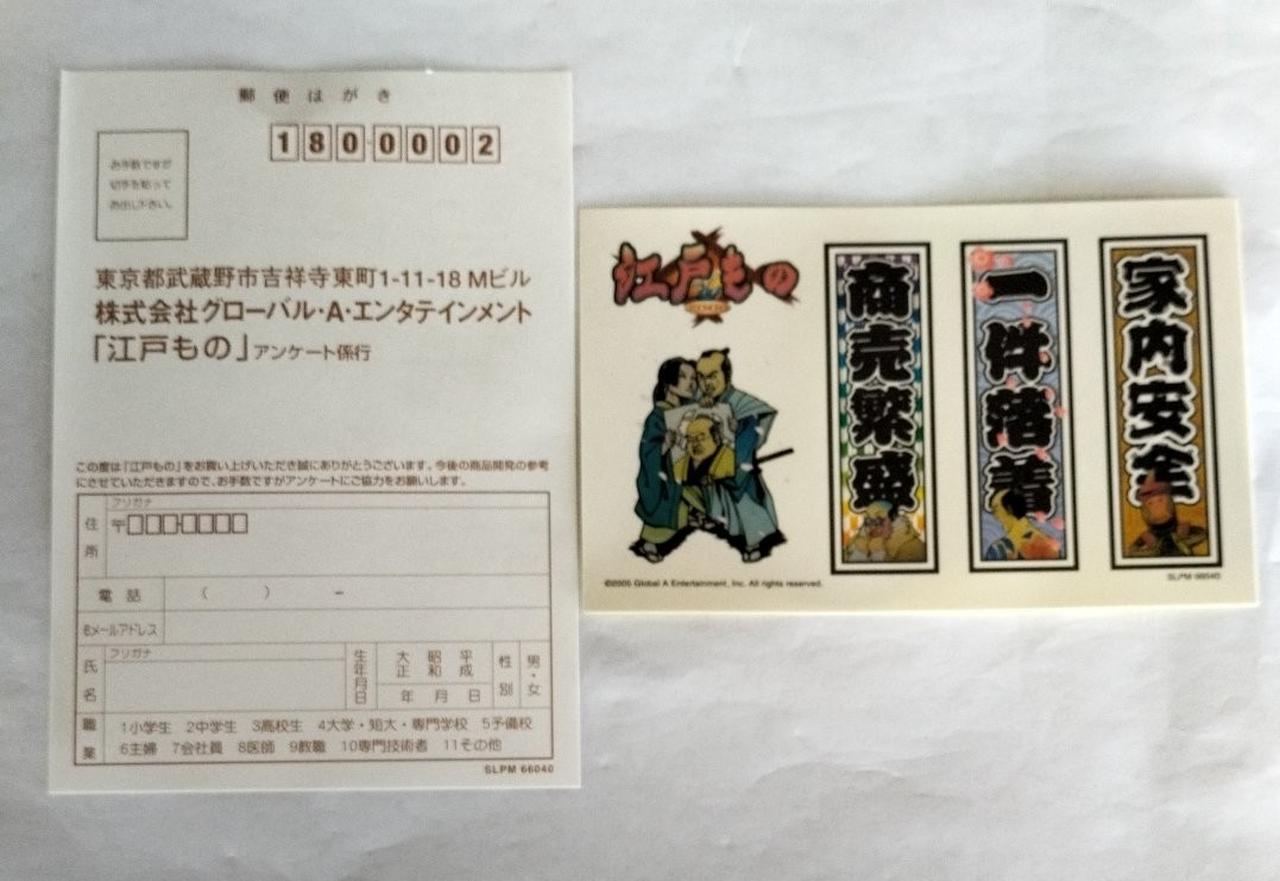 郵便はがき
180-0002
お手数ですが
切手を貼って
お出し下さい。
東京都武蔵野市吉祥寺東町1-11-18 Mビル
株式会社グローバル・A・エンタテインメント
「江戸もの」アンケート係行
この度は「江戸もの」をお買い上げいただき誠にありがとうございます。今後の商品開発の参考
にさせていただきますので、お手数ですがアンケートにご協力をお願いします。
住所
フリガナ
〒□□□-□□□□
電話
( ) -
Eメールアドレス
氏名
フリガナ
生年月日
大正 昭和 平成
年 月 日
性別
男・女
職業
1小学生 2中学生 3高校生 4大学・短大・専門学校 5予備校
6主婦 7会社員 8医師 9教職 10専門技術者 11その他
SLPM 66040
江戸もの
商売繁盛
一件落着
家内安全
©2005 Global A Entertainment, Inc. All rights reserved.
SLPM 66040